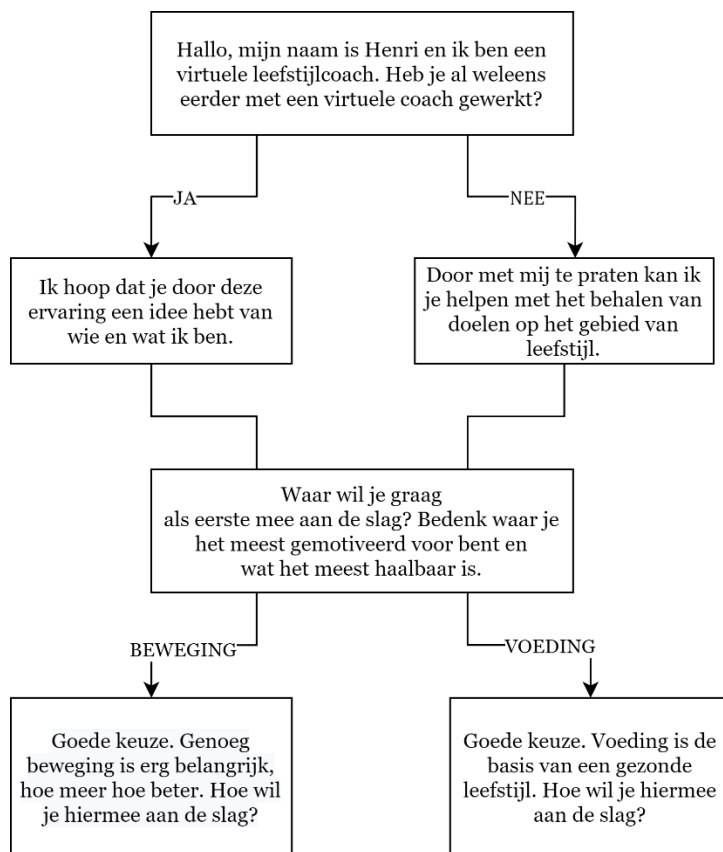 Hallo, mijn naam is Henri en ik ben een
virtuele leefstijlcoach. Heb je al weleens
eerder met een virtuele coach gewerkt?
JA
NEE
Ik hoop dat je door deze
ervaring een idee hebt van
wie en wat ik ben.
Door met mij te praten kan ik
je helpen met het behalen van
doelen op het gebied van
leefstijl.
Waar wil je graag
als eerste mee aan de slag? Bedenk waar je
het meest gemotiveerd voor bent en
wat het meest haalbaar is.
BEWEGING
VOEDING
Goede keuze. Genoeg
beweging is erg belangrijk,
hoe meer hoe beter. Hoe wil
je hiermee aan de slag?
Goede keuze. Voeding is de
basis van een gezonde
leefstijl. Hoe wil je hiermee
aan de slag?